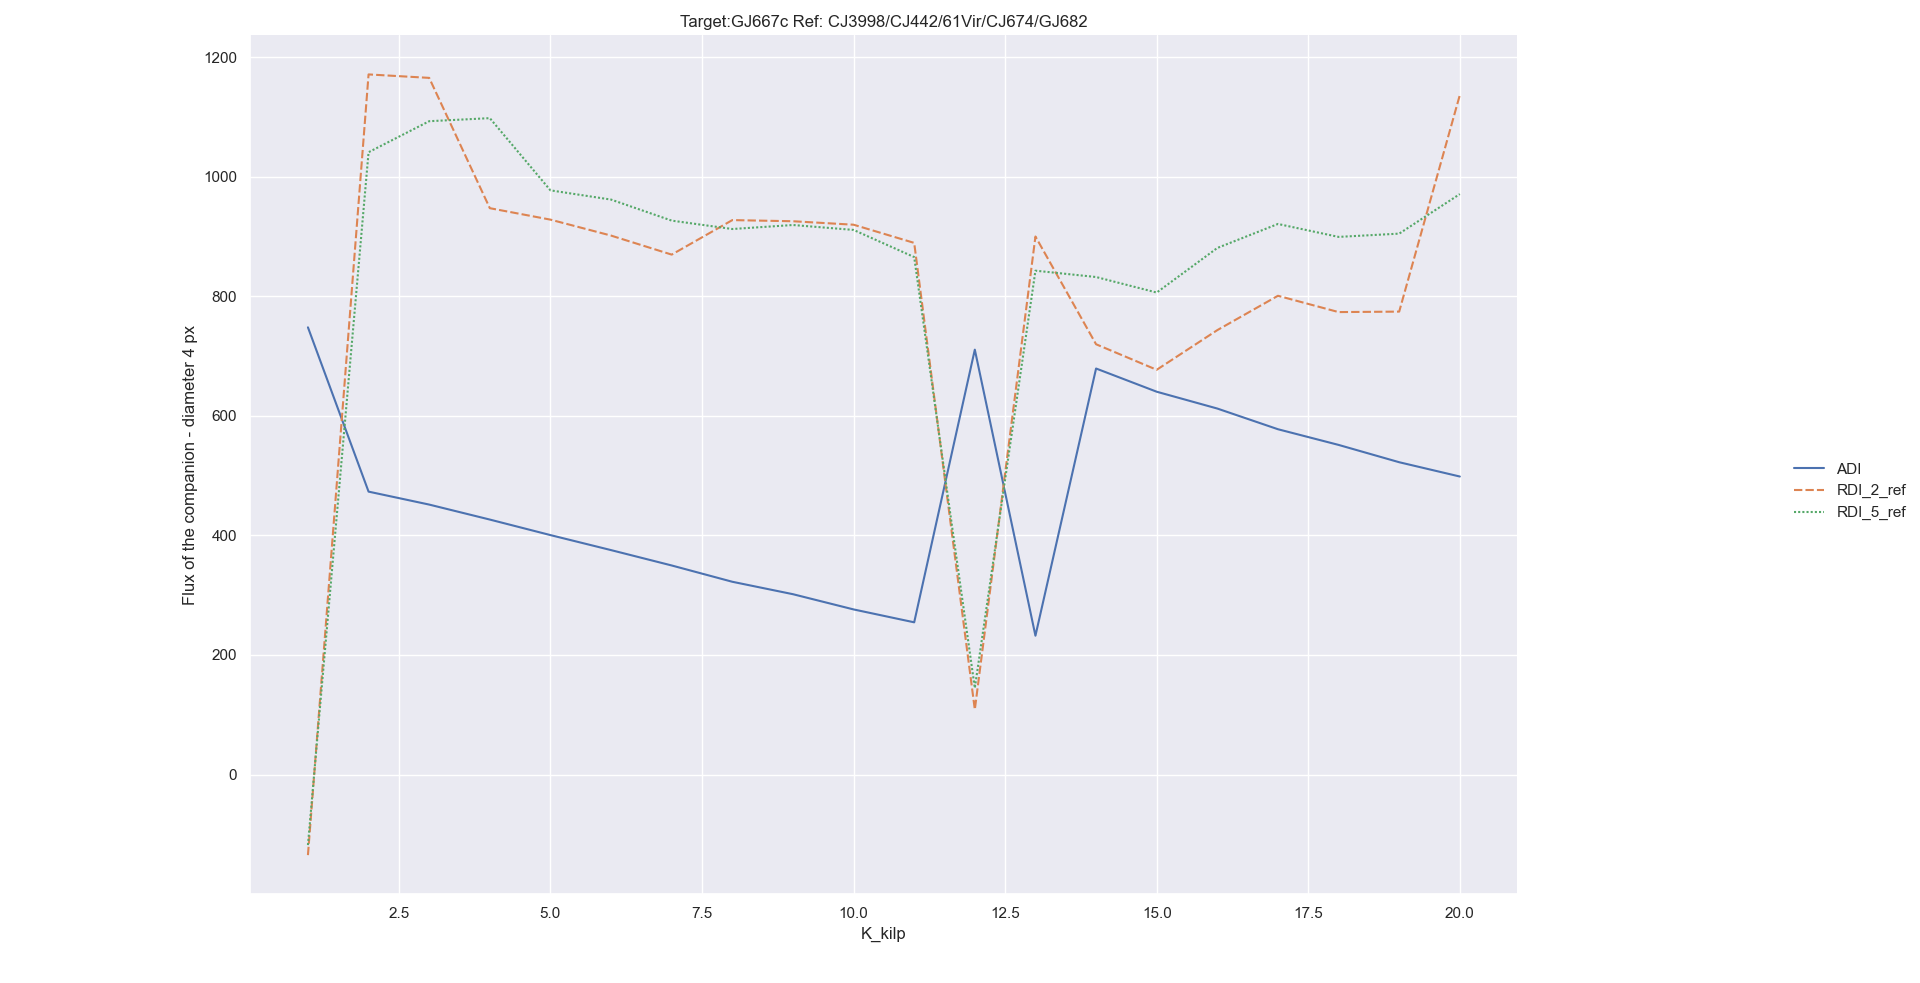 Target:GJ667c Ref: CJ3998/CJ442/61Vir/CJ674/GJ682
1200
1000
800
600
400
200
0
Flux of the companion - diameter 4 px
2.5 5.0 7.5 10.0 12.5 15.0 17.5 20.0
K_kilp
ADI
RDI_2_ref
RDI_5_ref